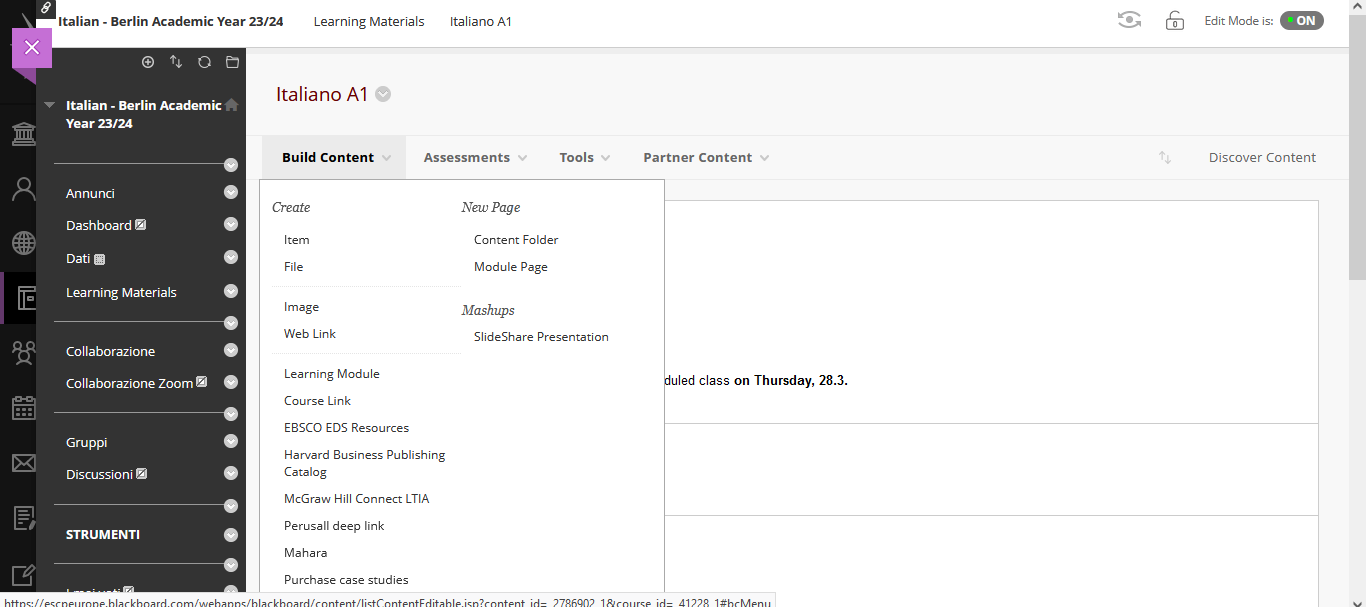 Italian - Berlin Academic Year 23/24
Learning Materials
Italiano A1
Edit Mode is:
ON
Italian - Berlin Academic
Year 23/24
Annunci
Dashboard
Dati
Learning Materials
Collaborazione
Collaborazione Zoom
Gruppi
Discussioni
STRUMENTI
Italiano A1
Build Content
Assessments
Tools
Partner Content
Discover Content
Create
Item
File
Image
Web Link
Learning Module
Course Link
EBSCO EDS Resources
Harvard Business Publishing
Catalog
McGraw Hill Connect LTIA
Perusall deep link
Mahara
Purchase case studies
New Page
Content Folder
Module Page
Mashups
SlideShare Presentation
duled class on Thursday, 28.3.
https://escpeurope.blackboard.com/webapps/blackboard/content/listContentEditable.jsp?content_id=_2786902_1&course_id=_41228_1#bcMenu